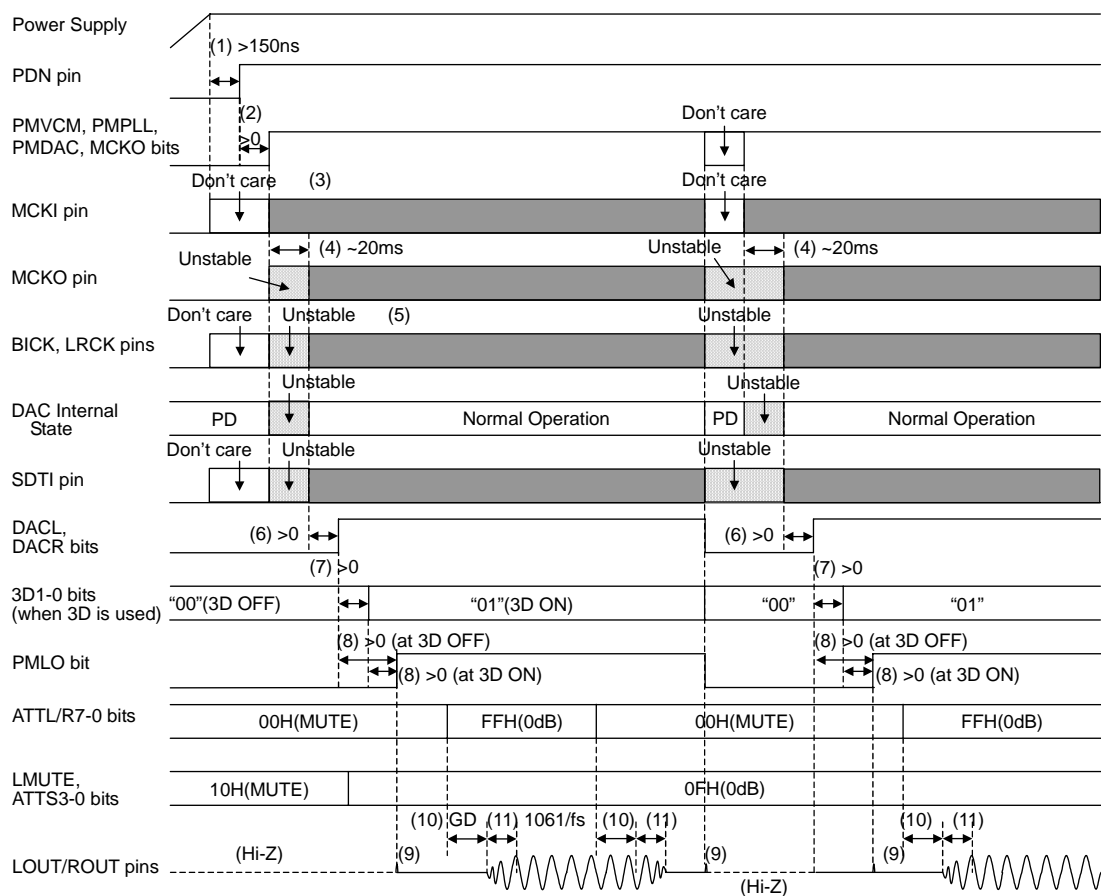 Power Supply
(1) >150ns
PDN pin
(2)
>0
PMVCM, PMPLL,
PMDAC, MCKO bits
Don't care
Don't care
(3)
Don't care
MCKI pin
(4) ~20ms
Unstable
Unstable
(4) ~20ms
MCKO pin
Don't care
Unstable
(5)
Unstable
BICK, LRCK pins
Unstable
Unstable
DAC Internal
State
PD
Normal Operation
PD
Normal Operation
Don't care
Unstable
Unstable
SDTI pin
DACL,
DACR bits
(6) >0
(6) >0
(7) >0
(7) >0
3D1-0 bits
(when 3D is used)
“00”(3D OFF)
“01”(3D ON)
“00”
“01”
(8) >0 (at 3D OFF)
(8) >0 (at 3D OFF)
PMLO bit
(8) >0 (at 3D ON)
(8) >0 (at 3D ON)
ATTL/R7-0 bits
00H(MUTE)
FFH(0dB)
00H(MUTE)
FFH(0dB)
LMUTE,
ATTS3-0 bits
10H(MUTE)
0FH(0dB)
(10) GD
(11)
1061/fs
(10)
(11)
(10)
(11)
LOUT/ROUT pins
(Hi-Z)
(9)
(9)
(Hi-Z)
(9)